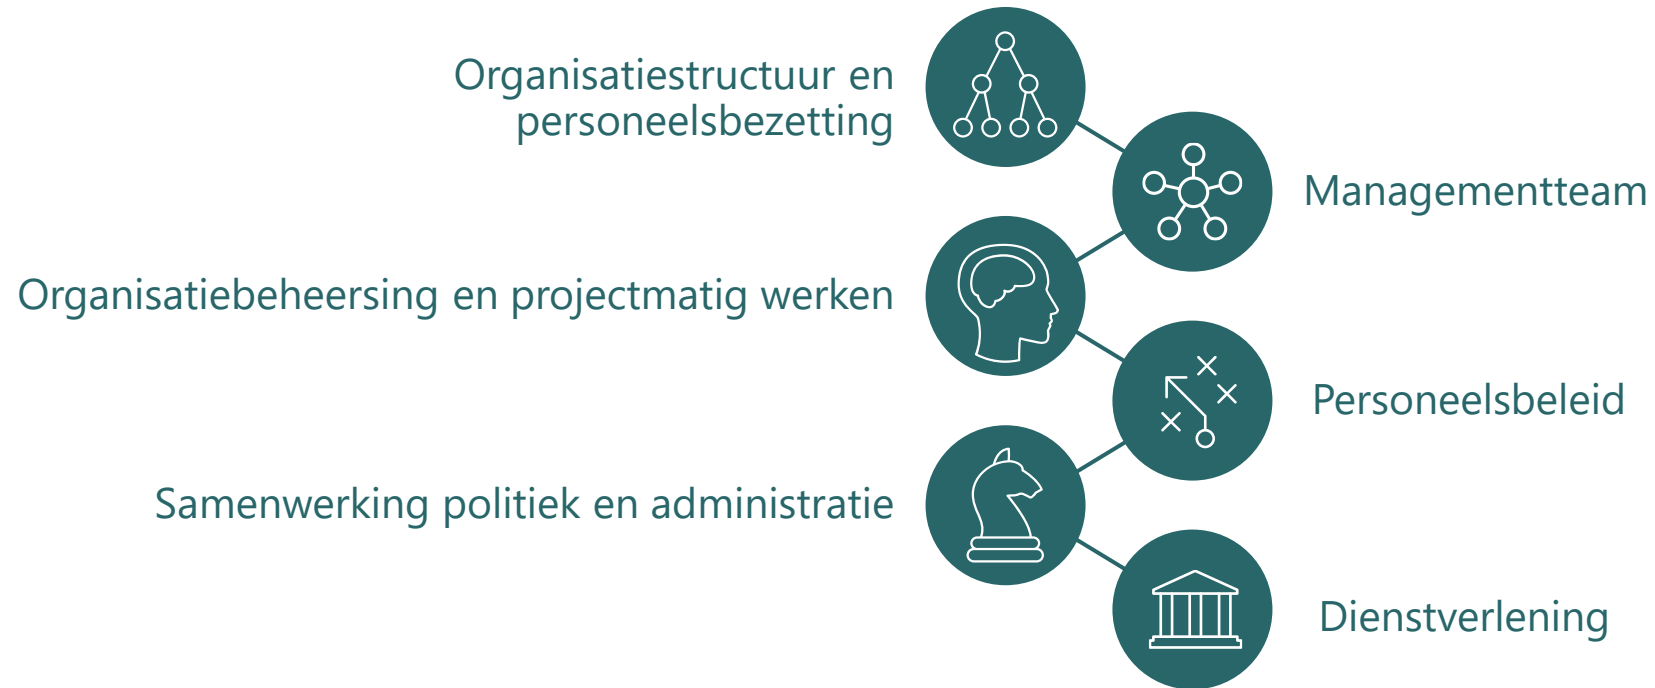 Organisatiestructuur en
personeelsbezetting
Managementteam
Organisatiebeheersing en projectmatig werken
Personeelsbeleid
Samenwerking politiek en administratie
Dienstverlening